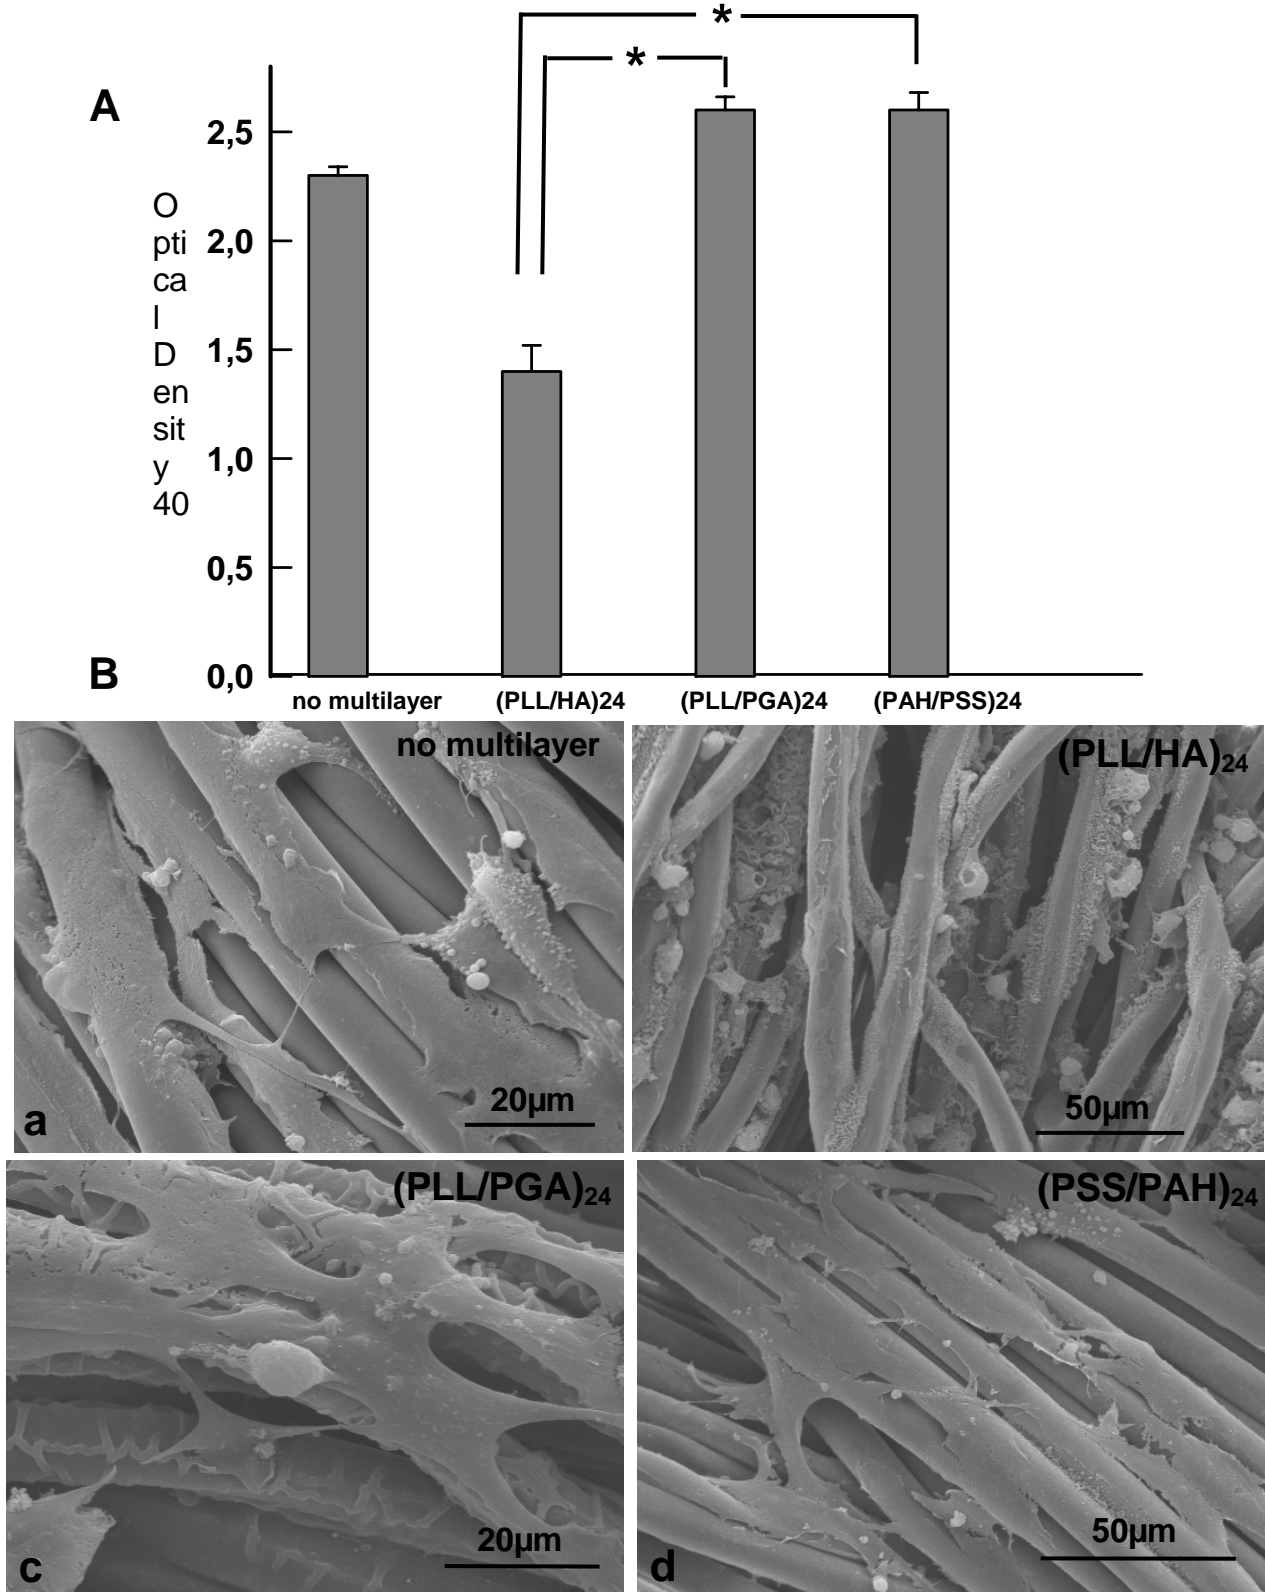 *
*
A
2,5
O
pti
ca
l
D
en
sit
y
40
2,0
1,5
1,0
0,5
0,0
B
no multilayer (PLL/HA)24 (PLL/PGA)24 (PAH/PSS)24
no multilayer
20µm
a
(PLL/HA)24
50µm
(PLL/PGA)24
20µm
c
(PSS/PAH)24
50µm
d